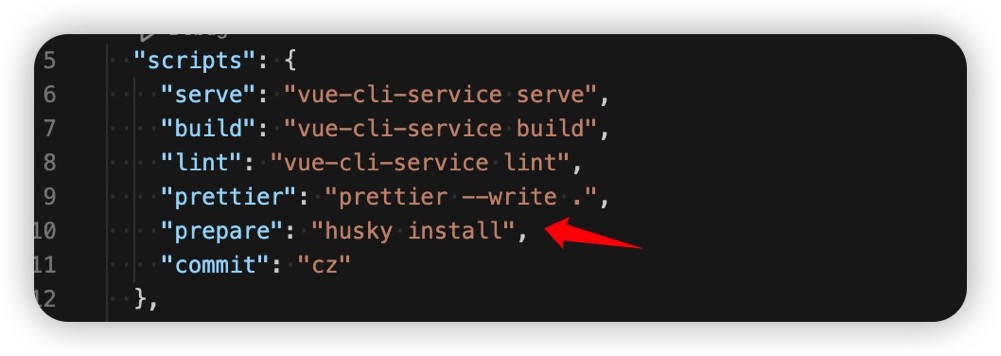 Debug
5 "scripts": {
6 "serve": "vue-cli-service serve",
7 "build": "vue-cli-service build",
8 "lint": "vue-cli-service lint",
9 "prettier": "prettier --write .",
10 "prepare": "husky install",
11 "commit": "cz"
12 },